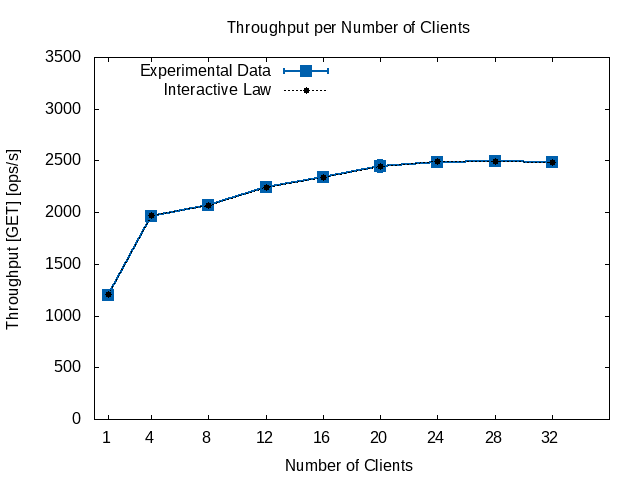 Throughput per Number of Clients
Experimental Data
Interactive Law
Throughput [GET] [ops/s]
3500
3000
2500
2000
1500
1000
500
0
1 4 8 12 16 20 24 28 32
Number of Clients